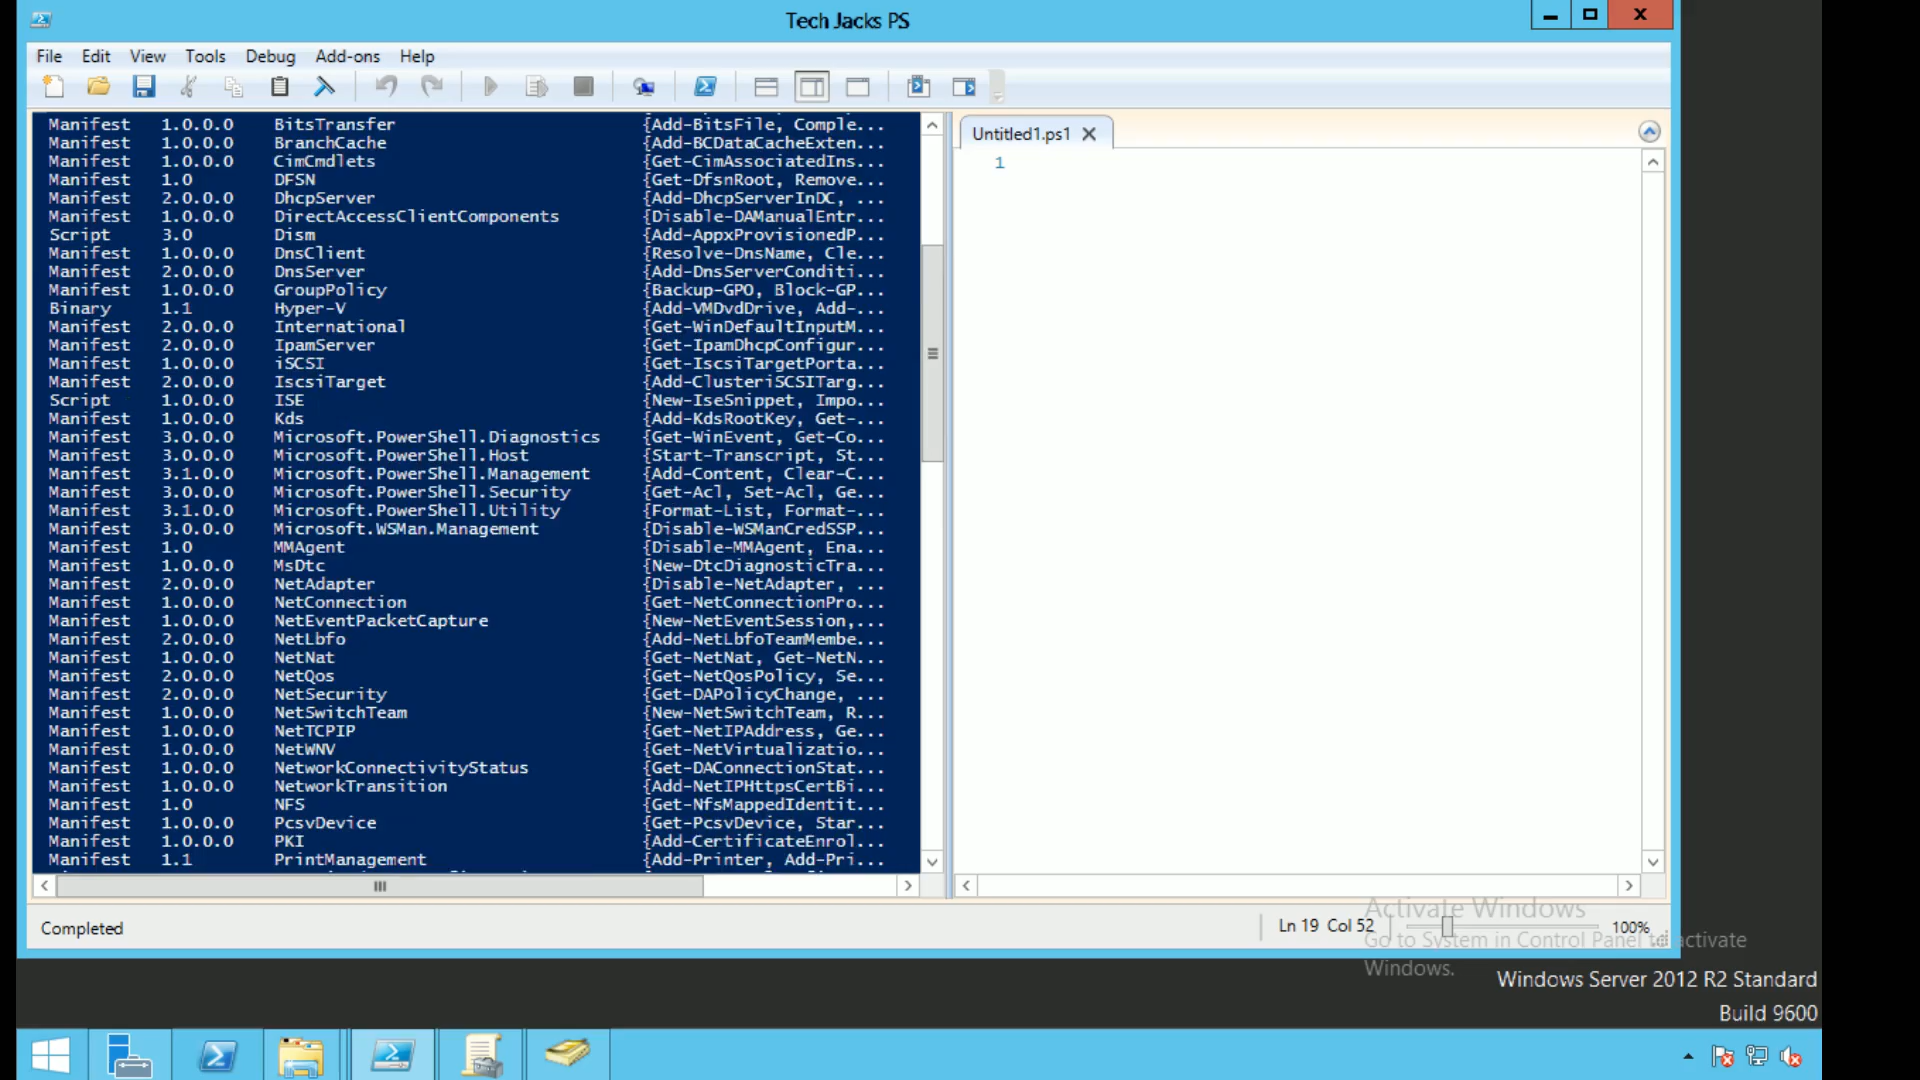 Tech Jacks PS
File Edit View Tools Debug Add-ons Help
Manifest 1.0.0.0 BitsTransfer {Add-BitsFile, Comple...
Manifest 1.0.0.0 BranchCache {Add-BCDataCacheExten...
Manifest 1.0.0.0 CimCmdlets {Get-CimAssociatedIns...
Manifest 1.0 DFSN {Get-DfsnRoot, Remove...
Manifest 2.0.0.0 DhcpServer {Add-DhcpServerInDC, ...
Manifest 1.0.0.0 DirectAccessClientComponents {Disable-DAManualEntr...
Script 3.0 Dism {Add-AppxProvisionedP...
Manifest 1.0.0.0 DnsClient {Resolve-DnsName, Cle...
Manifest 2.0.0.0 DnsServer {Add-DnsServerConditi...
Manifest 1.0.0.0 GroupPolicy {Backup-GPO, Block-GP...
Binary 1.1 Hyper-V {Add-VMDvdDrive, Add-...
Manifest 2.0.0.0 International {Get-WinDefaultInputM...
Manifest 2.0.0.0 IpamServer {Get-IpamDhcpConfigur...
Manifest 1.0.0.0 iSCSI {Get-IscsiTargetPorta...
Manifest 2.0.0.0 IscsiTarget {Add-ClusteriSCSITarg...
Script 1.0.0.0 ISE {New-IseSnippet, Impo...
Manifest 1.0.0.0 Kds {Add-KdsRootKey, Get-...
Manifest 3.0.0.0 Microsoft.PowerShell.Diagnostics {Get-WinEvent, Get-Co...
Manifest 3.0.0.0 Microsoft.PowerShell.Host {Start-Transcript, St...
Manifest 3.1.0.0 Microsoft.PowerShell.Management {Add-Content, Clear-C...
Manifest 3.0.0.0 Microsoft.PowerShell.Security {Get-Acl, Set-Acl, Ge...
Manifest 3.1.0.0 Microsoft.PowerShell.Utility {Format-List, Format-...
Manifest 3.0.0.0 Microsoft.WSMan.Management {Disable-WSManCredSSP...
Manifest 1.0 MMAgent {Disable-MMAgent, Ena...
Manifest 1.0.0.0 MsDtc {New-DtcDiagnosticTra...
Manifest 2.0.0.0 NetAdapter {Disable-NetAdapter, ...
Manifest 1.0.0.0 NetConnection {Get-NetConnectionPro...
Manifest 1.0.0.0 NetEventPacketCapture {New-NetEventSession,...
Manifest 2.0.0.0 NetLbfo {Add-NetLbfoTeamMembe...
Manifest 1.0.0.0 NetNat {Get-NetNat, Get-NetN...
Manifest 2.0.0.0 NetQos {Get-NetQosPolicy, Se...
Manifest 2.0.0.0 NetSecurity {Get-DAPolicyChange, ...
Manifest 1.0.0.0 NetSwitchTeam {New-NetSwitchTeam, R...
Manifest 1.0.0.0 NetTCPIP {Get-NetIPAddress, Ge...
Manifest 1.0.0.0 NetWNV {Get-NetVirtualizatio...
Manifest 1.0.0.0 NetworkConnectivityStatus {Get-DAConnectionStat...
Manifest 1.0.0.0 NetworkTransition {Add-NetIPHttpsCertBi...
Manifest 1.0 NFS {Get-NfsMappedIdentit...
Manifest 1.0.0.0 PcsvDevice {Get-PcsvDevice, Star...
Manifest 1.0.0.0 PKI {Add-CertificateEnrol...
Manifest 1.1 PrintManagement {Add-Printer, Add-Pri...
Untitled1.ps1
1
Completed
Ln 19 Col 52
100%
Activate Windows
Go to System in Control Panel to activate
Windows.
Windows Server 2012 R2 Standard
Build 9600